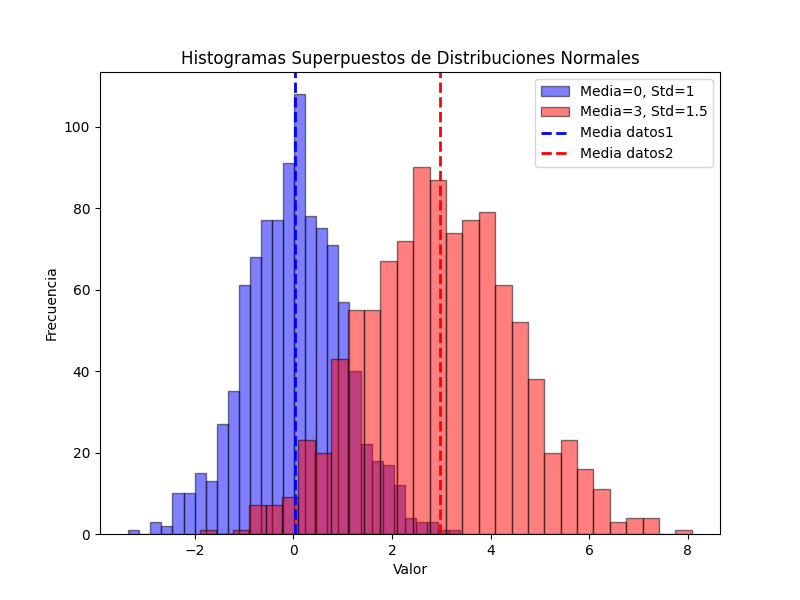 Histogramas Superpuestos de Distribuciones Normales
Media=0, Std=1
Media=3, Std=1.5
Media datos1
Media datos2
Frecuencia
100
80
60
40
20
0
−2 0 2 4 6 8
Valor